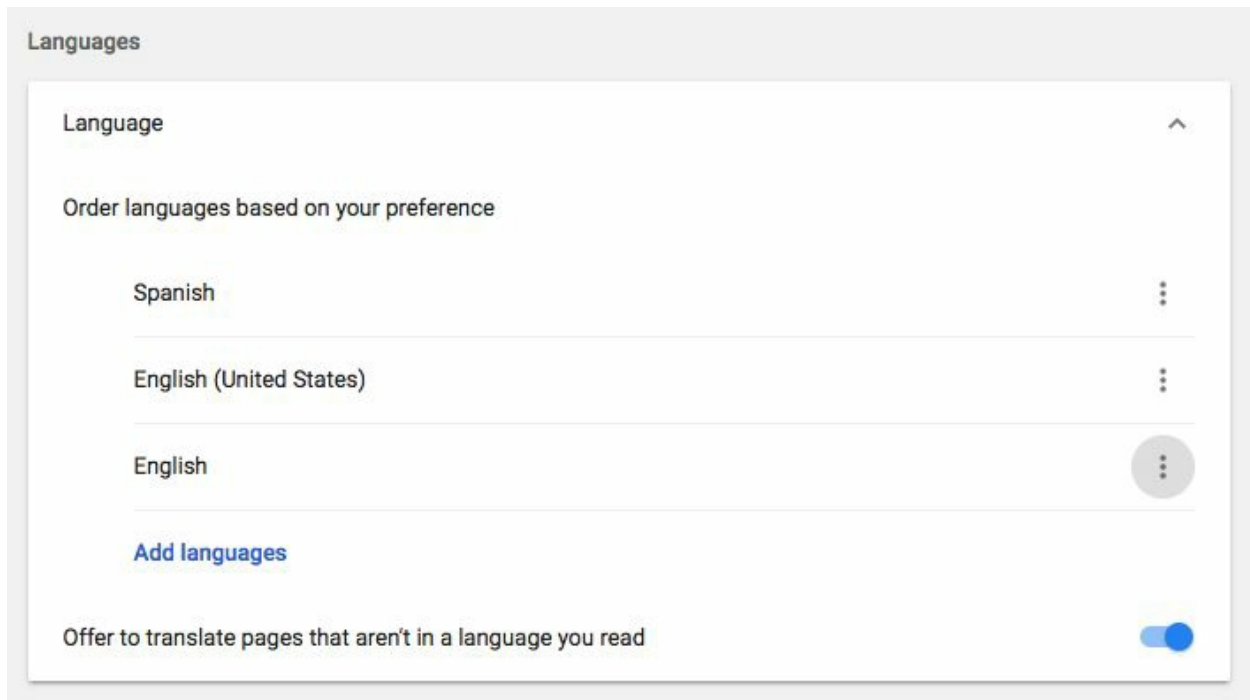 Languages
Language
Order languages based on your preference
Spanish
English (United States)
English
Add languages
Offer to translate pages that aren't in a language you read